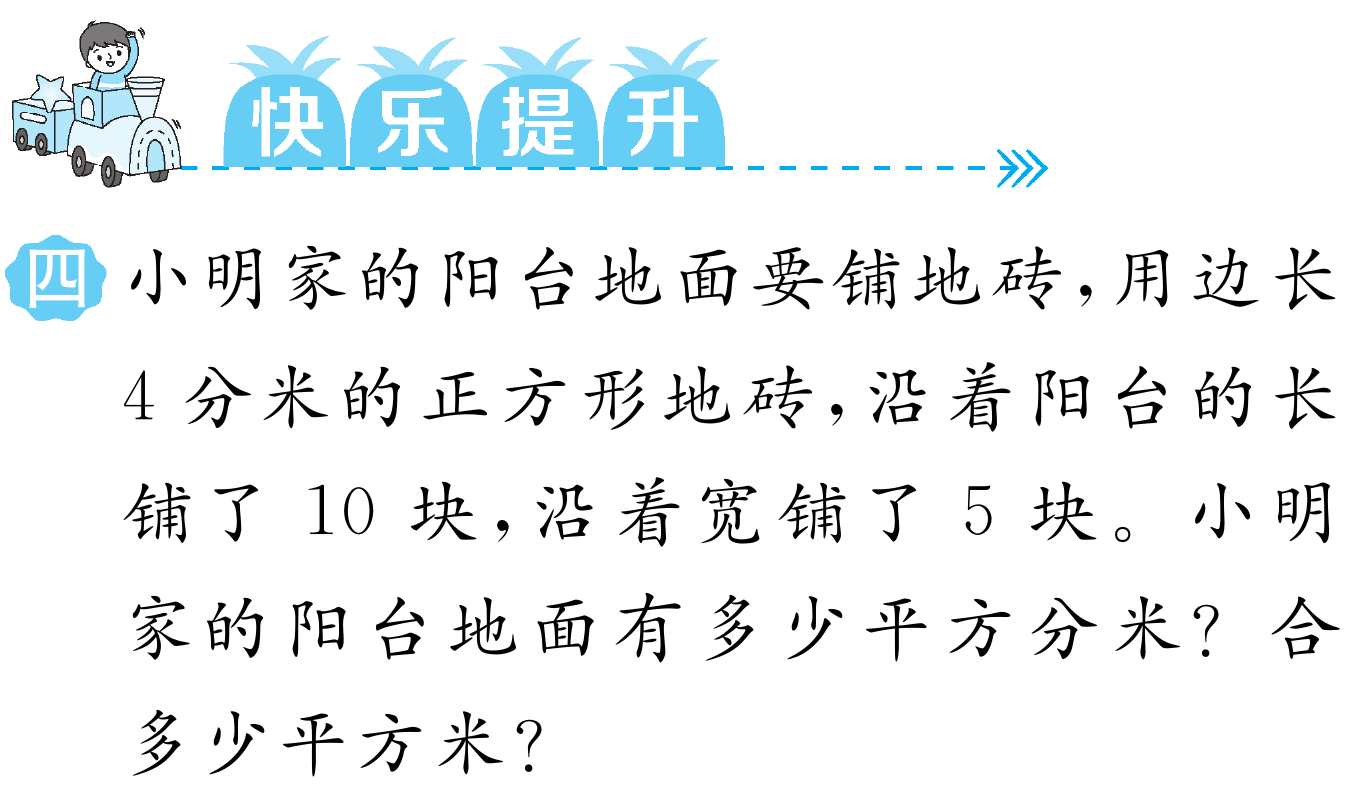 快乐提升
四 小明家的阳台地面要铺地砖,用边长
4 分米的正方形地砖,沿着阳台的长
铺了 10 块,沿着宽铺了 5 块。小明
家的阳台地面有多少平方分米? 合
多少平方米?